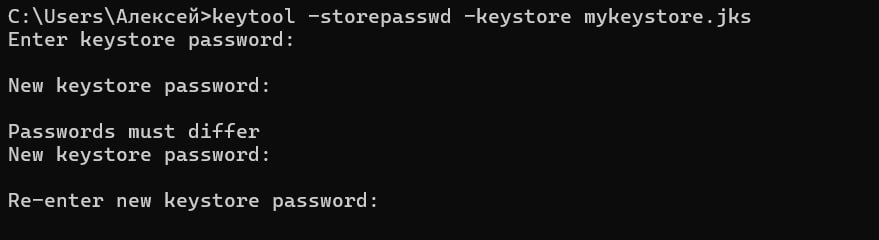 C:\Users\Алексей>keytool -storepasswd -keystore mykeystore.jks
Enter keystore password:
New keystore password:
Passwords must differ
New keystore password:
Re-enter new keystore password: